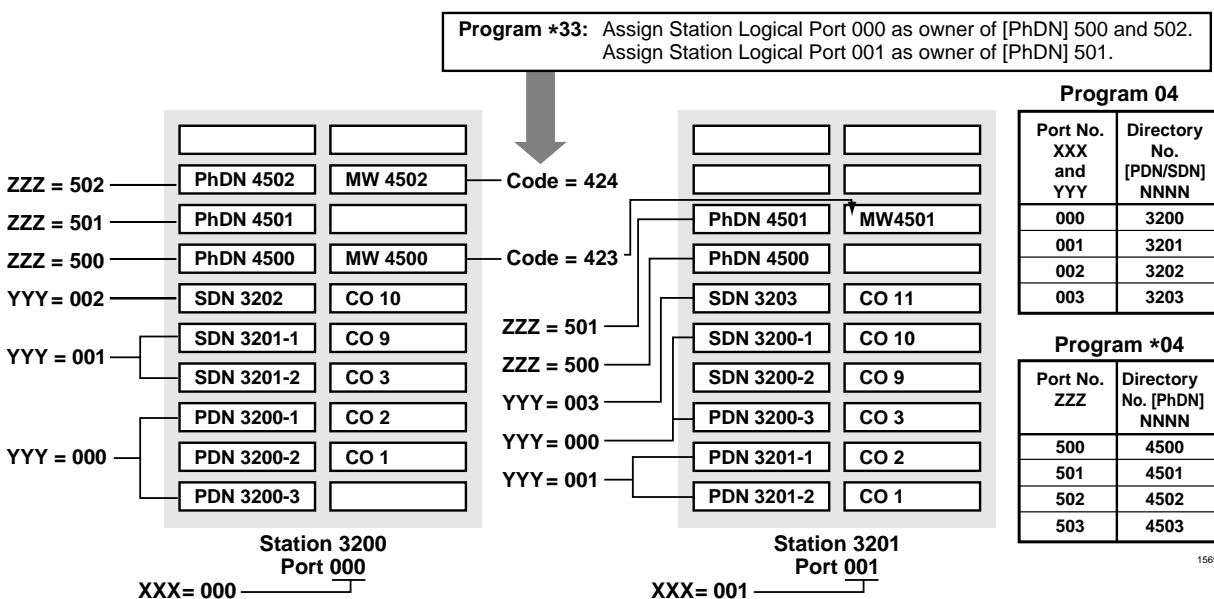 Program *33: Assign Station Logical Port 000 as owner of [PhDN] 500 and 502.
Assign Station Logical Port 001 as owner of [PhDN] 501.
ZZZ = 502
PhDN 4502
MW 4502
Code = 424
ZZZ = 501
PhDN 4501
ZZZ = 500
PhDN 4500
MW 4500
Code = 423
YYY = 002
SDN 3202
CO 10
YYY = 001
SDN 3201-1
CO 9
SDN 3201-2
CO 3
YYY = 000
PDN 3200-1
CO 2
PDN 3200-2
CO 1
PDN 3200-3
Station 3200
Port 000
XXX= 000
PhDN 4501
MW4501
PhDN 4500
SDN 3203
CO 11
ZZZ = 501
SDN 3200-1
CO 10
ZZZ = 500
SDN 3200-2
CO 9
YYY= 003
PDN 3200-3
CO 3
YYY= 000
PDN 3201-1
CO 2
YYY= 001
PDN 3201-2
CO 1
Station 3201
Port 001
XXX= 001
Program 04
Port No.
XXX
and
YYY
Directory
No.
[PDN/SDN]
NNNN
000 3200
001 3201
002 3202
003 3203
Program *04
Port No.
ZZZ
Directory
No. [PhDN]
NNNN
500 4500
501 4501
502 4502
503 4503